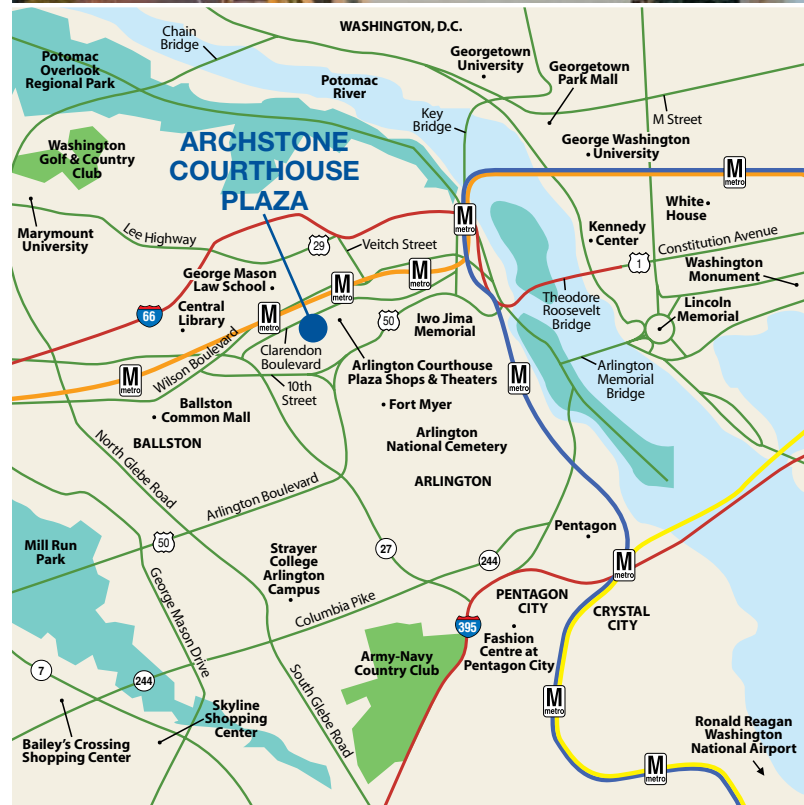 WASHINGTON, D.C.
Chain
Bridge
Georgetown
University
Georgetown
Park Mall
Potomac
Overlook
Regional Park
Potomac
River
Key
Bridge
M Street
Washington
Golf & Country
Club
ARCHSTONE
COURTHOUSE
PLAZA
George Washington
University
M
metro
White
House
Marymount
University
Lee Highway
29
Veitch Street
M
metro
Kennedy
Center
Constitution Avenue
1
Washington
Monument
George Mason
Law School
M
metro
M
metro
66
Central
Library
M
metro
50
Iwo Jima
Memorial
Theodore
Roosevelt
Bridge
Lincoln
Memorial
Wilson Boulevard
Clarendon
Boulevard
Arlington Courthouse
Plaza Shops & Theaters
M
metro
10th
Street
M
metro
Arlington
Memorial
Bridge
Ballston
Common Mall
Fort Myer
BALLSTON
Arlington
National Cemetery
North Glebe Road
Arlington Boulevard
ARLINGTON
50
Mill Run
Park
Pentagon
27
244
Strayer
College
Arlington
Campus
M
metro
George Mason Drive
Columbia Pike
PENTAGON
CITY
CRYSTAL
CITY
395
Fashion
Centre at
Pentagon City
7
244
Army-Navy
Country Club
South Glebe Road
M
metro
Skyline
Shopping
Center
Bailey's Crossing
Shopping Center
Ronald Reagan
Washington
National Airport
M
metro